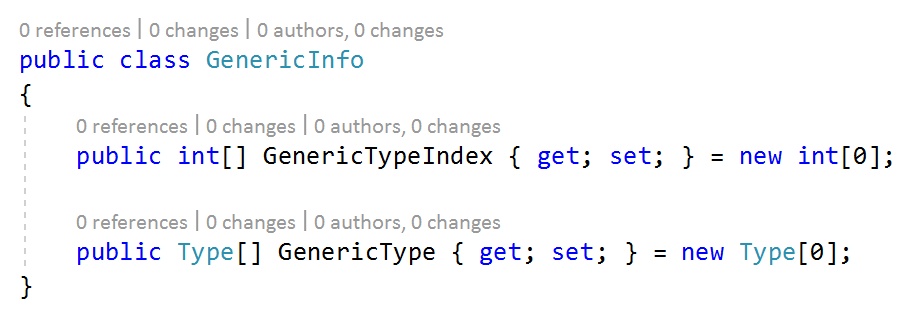 0 references | 0 changes | 0 authors, 0 changes
public class GenericInfo
{
0 references | 0 changes | 0 authors, 0 changes
public int[] GenericTypeIndex { get; set; } = new int[0];
0 references | 0 changes | 0 authors, 0 changes
public Type[] GenericType { get; set; } = new Type[0];
}